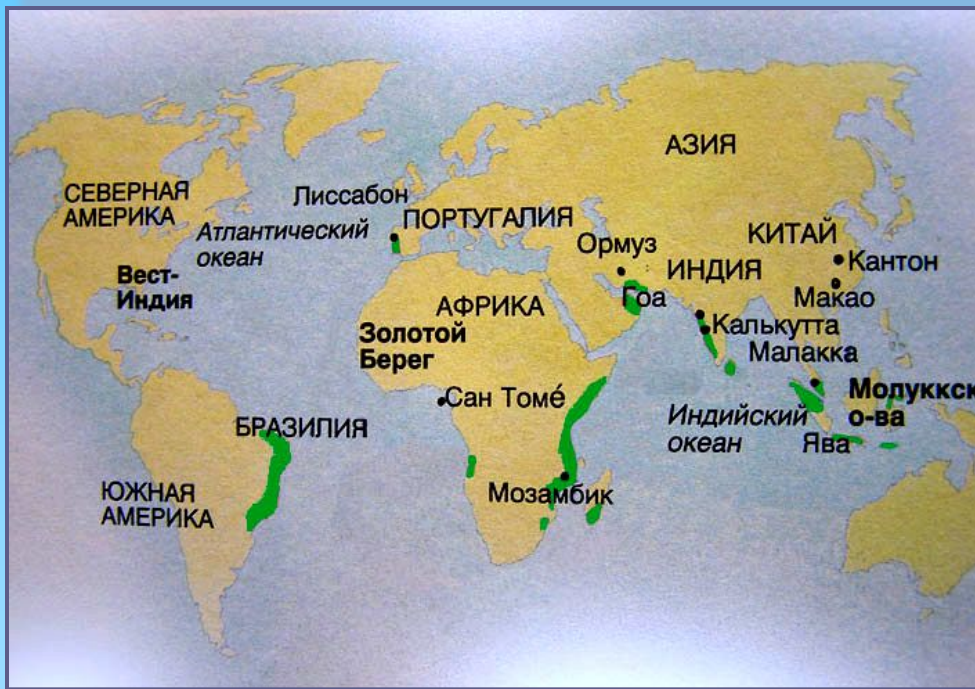 АЗИЯ
СЕВЕРНАЯ
АМЕРИКА
Лиссабон
Атлантический
океан
ПОРТУГАЛИЯ
Ормуз
КИТАЙ
Кантон
Вест-
Индия
ИНДИЯ
Гоа
Макао
АФРИКА
Золотой
Берег
Калькутта
Малакка
Сан Томе́
Молуккск
о-ва
Индийский
океан
Ява
БРАЗИЛИЯ
ЮЖНАЯ
АМЕРИКА
Мозамбик